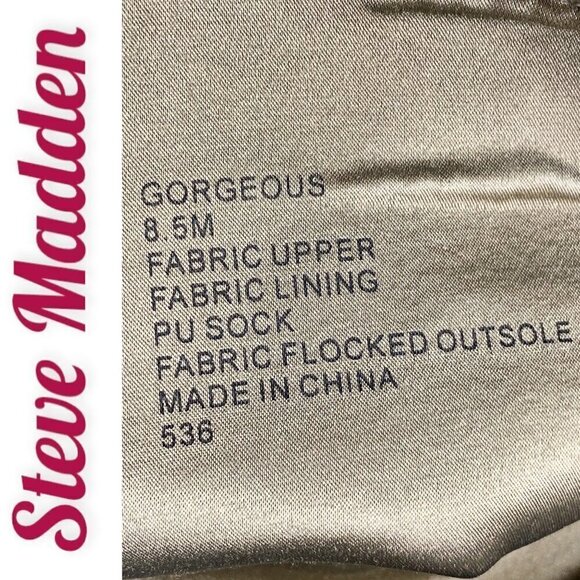 Steve Madden
GORGEOUS
8.5M
FABRIC UPPER
FABRIC LINING
PU SOCK
FABRIC FLOCKED OUTSOLE
MADE IN CHINA
536